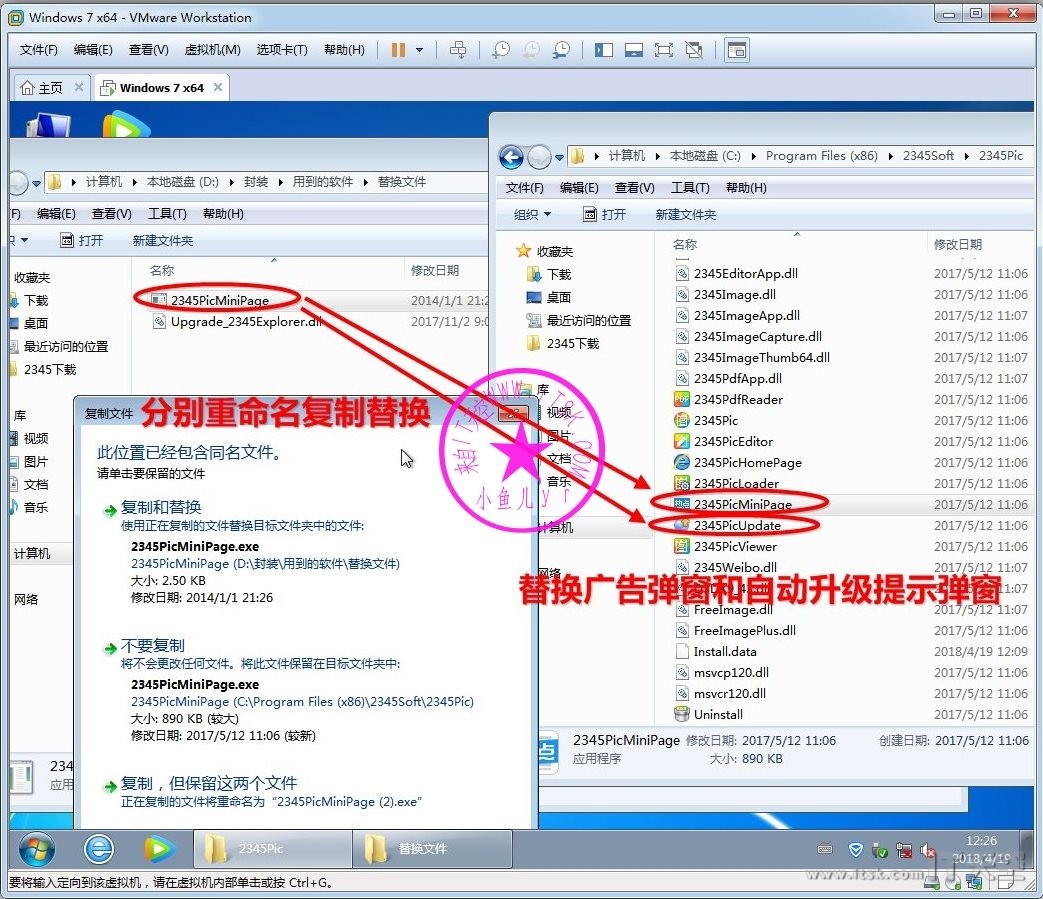 Windows 7 x64 - VMware Workstation
文件(F) 编辑(E) 查看(V) 虚拟机(M) 选项卡(T) 帮助(H)
主页 Windows 7 x64
计算机 本地磁盘 (D:) 封装 用到的软件 替换文件
F) 编辑(E) 查看(V) 工具(T) 帮助(H)
打开 新建文件夹
名称 修改日期
收藏夹
下载
桌面
最近访问的位置
2345下载
库
视频
图片
文档
音乐
计算机
网络
2345PicMiniPage 2014/1/1 21:2
Upgrade_2345Explorer.dll 2017/11/2 9:0
计算机 本地磁盘 (C:) Program Files (x86) 2345Soft 2345Pic
文件(F) 编辑(E) 查看(V) 工具(T) 帮助(H)
组织 打开 新建文件夹
名称 修改日期
收藏夹
下载
桌面
最近访问的位置
2345下载
库
视频
图片
文档
音乐
计算机
网络
2345EditorApp.dll 2017/5/12 11:06
2345Image.dll 2017/5/12 11:06
2345ImageApp.dll 2017/5/12 11:07
2345ImageCapture.dll 2017/5/12 11:06
2345ImageThumb64.dll 2017/5/12 11:07
2345PdfApp.dll 2017/5/12 11:06
2345PdfReader 2017/5/12 11:06
2345Pic 2017/5/12 11:06
2345PicEditor 2017/5/12 11:06
2345PicHomePage 2017/5/12 11:06
2345PicLoader 2017/5/12 11:06
2345PicMiniPage 2017/5/12 11:06
2345PicUpdate 2017/5/12 11:06
2345PicViewer 2017/5/12 11:06
2345Weibo.dll 2017/5/12 11:06
FreeImage.dll 2017/5/12 11:07
FreeImagePlus.dll 2017/5/12 11:06
Install.data 2018/4/19 12:09
msvcp120.dll 2017/5/12 11:06
msvcr120.dll 2017/5/12 11:06
Uninstall 2017/5/12 11:06
2345PicMiniPage 修改日期: 2017/5/12 11:06 创建日期: 2017/5/12 11:06
应用程序 大小: 890 KB
分别重命名复制替换
替换广告弹窗和自动升级提示弹窗
小鱼儿yr
复制文件
此位置已经包含同名文件。
请单击要保留的文件
复制和替换
使用正在复制的文件替换目标文件夹中的文件:
2345PicMiniPage.exe
2345PicMiniPage (D:\封装\用到的软件\替换文件)
大小: 2.50 KB
修改日期: 2014/1/1 21:26
不要复制
将不会更改任何文件。将此文件保留在目标文件夹中:
2345PicMiniPage.exe
2345PicMiniPage (C:\Program Files (x86)\2345Soft\2345Pic)
大小: 890 KB (较大)
修改日期: 2017/5/12 11:06 (较新)
复制，但保留这两个文件
正在复制的文件将重命名为“2345PicMiniPage (2).exe”
234
应用
2345Pic 替换文件
12:26
2018/4/19
www.itsk.com
要将输入定向到该虚拟机，请在虚拟机内部单击或按 Ctrl+G。